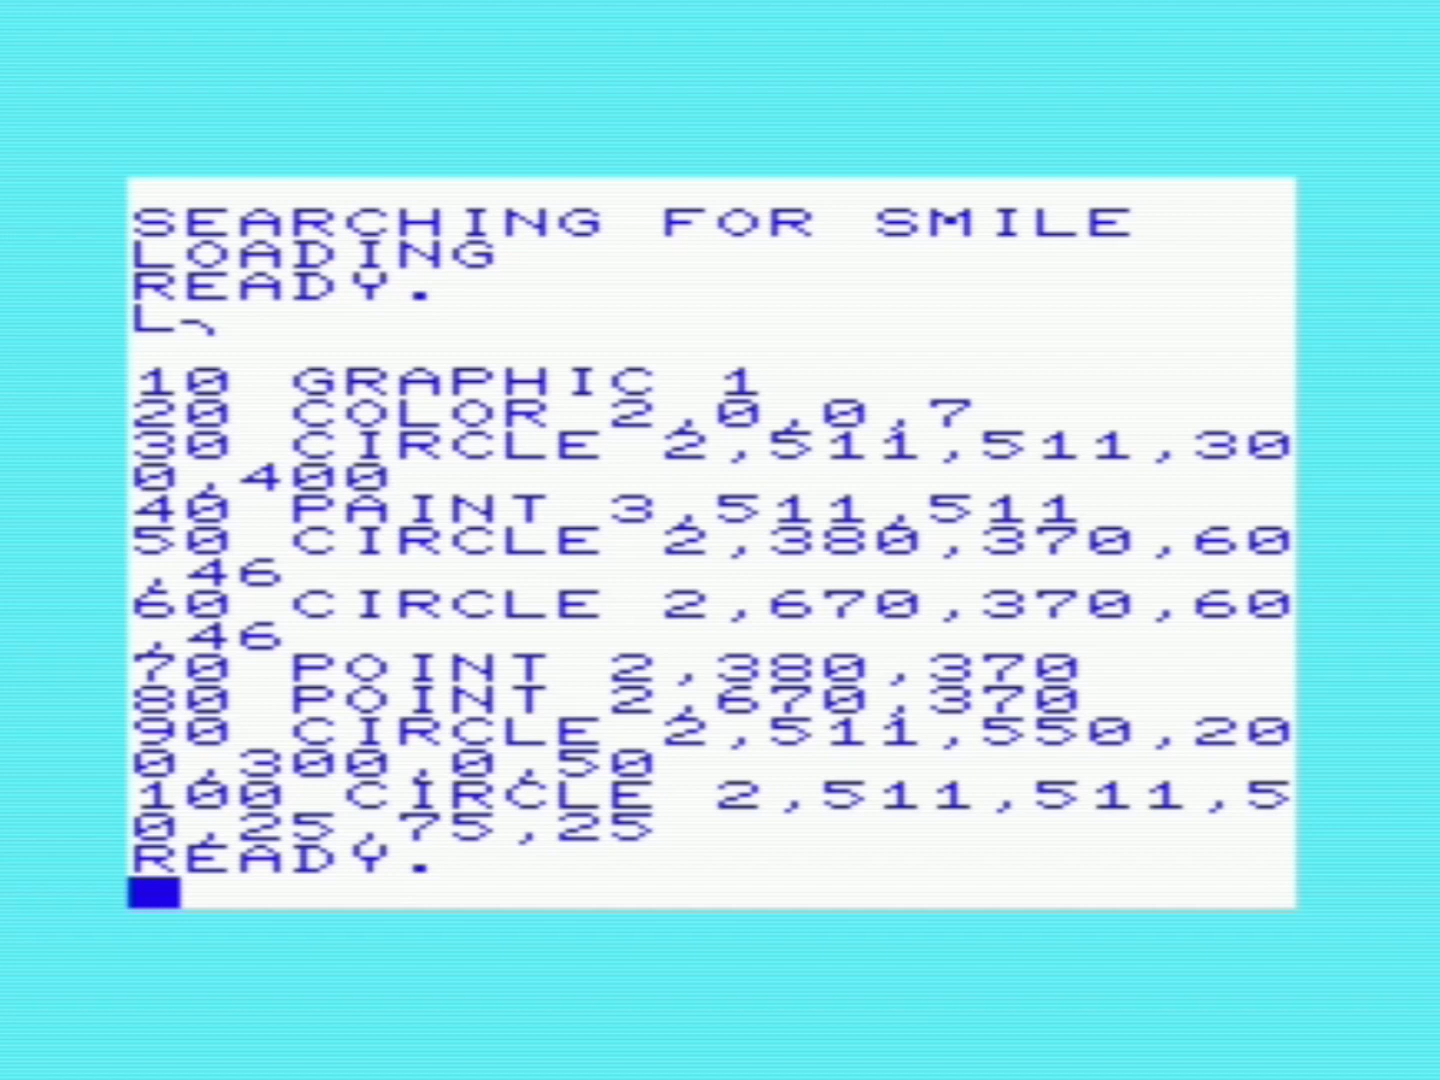 SEARCHING FOR SMILE
LOADING
READY.
L╮
10 GRAPHIC 1
20 COLOR 2,0,0,7
30 CIRCLE 2,511,511,30
0,400
40 PAINT 3,511,511
50 CIRCLE 2,380,370,60
,46
60 CIRCLE 2,670,370,60
,46
70 POINT 2,380,370
80 POINT 2,670,370
90 CIRCLE 2,511,550,20
0,300,0,50
100 CIRCLE 2,511,511,5
0,25,75,25
READY.